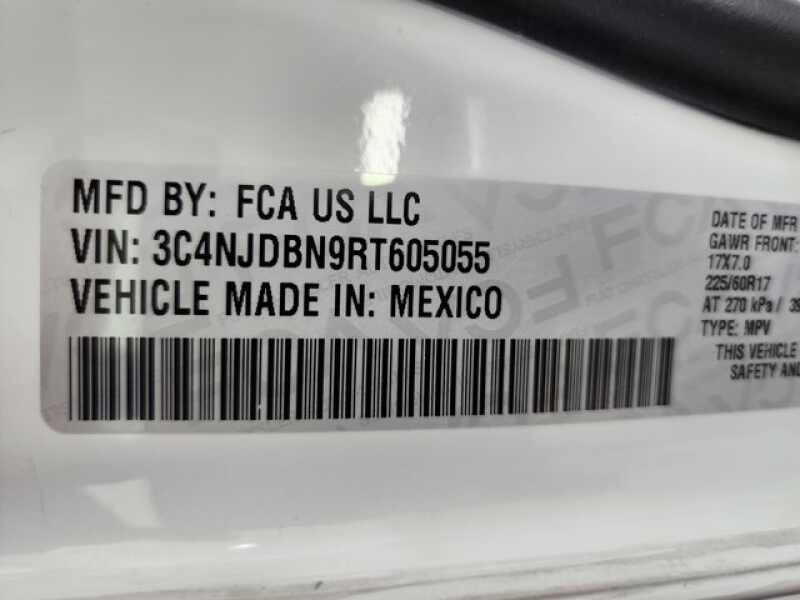 MFD BY: FCA US LLC
VIN: 3C4NJDBN9RT605055
VEHICLE MADE IN: MEXICO
DATE OF MFR
GAWR FRONT:
17X7.0
225/60R17
AT 270 kPa /
TYPE: MPV
THIS VEHICLE
SAFETY AND